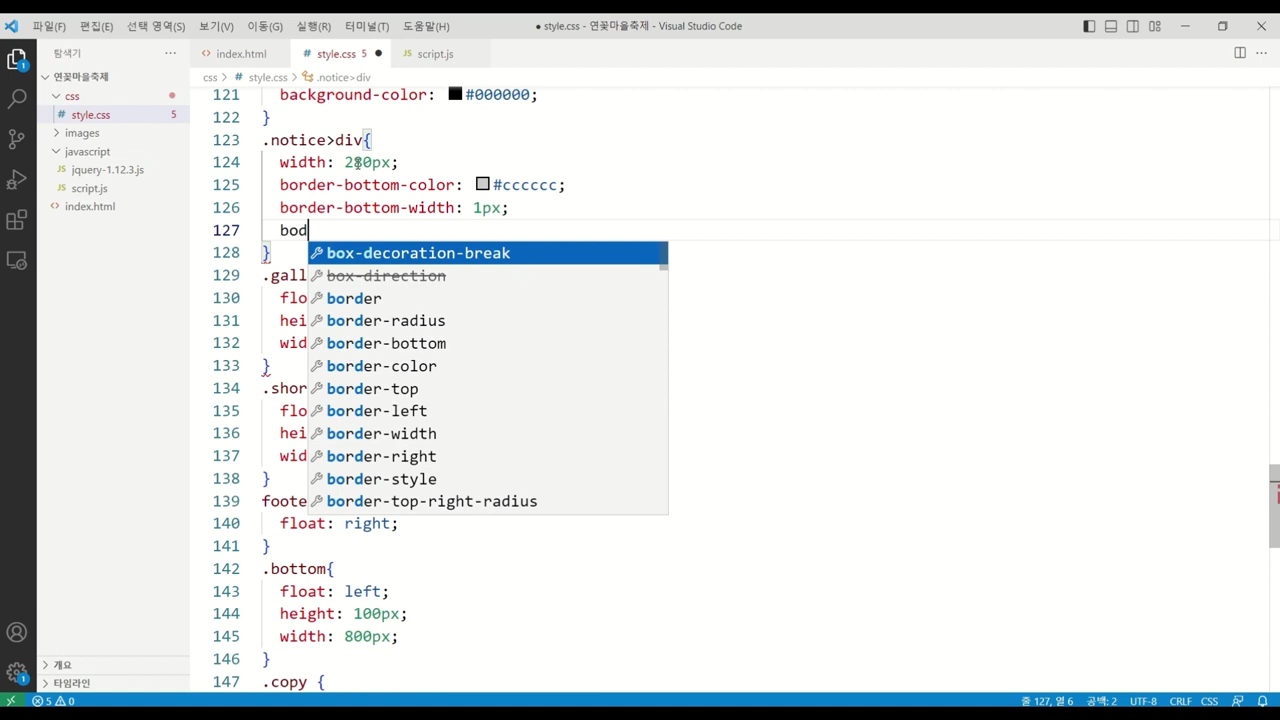 파일(F) 편집(E) 선택 영역(S) 보기(V) 이동(G) 실행(R) 터미널(T) 도움말(H) ● style.css - 연꽃마을축제 - Visual Studio Code
탐색기 ··· <> index.html # style.css 5 ● JS script.js
연꽃마을축제
css
# style.css 5
images
javascript
JS jquery-1.12.3.js
JS script.js
<> index.html
개요
타임라인
css > # style.css > .notice>div
121 background-color: #000000;
122 }
123 .notice>div{
124 width: 280px;
125 border-bottom-color: #cccccc;
126 border-bottom-width: 1px;
127 bod
128 } box-decoration-break
129 .gall box-direction
130 flo border
131 hei border-radius
132 wid border-bottom
133 } border-color
134 .shor border-top
135 flo border-left
136 hei border-width
137 wid border-right
138 } border-style
139 foote border-top-right-radius
140 float: right;
141 }
142 .bottom{
143 float: left;
144 height: 100px;
145 width: 800px;
146 }
147 .copy {
5 0 줄 127, 열 6 공백: 2 UTF-8 CRLF CSS